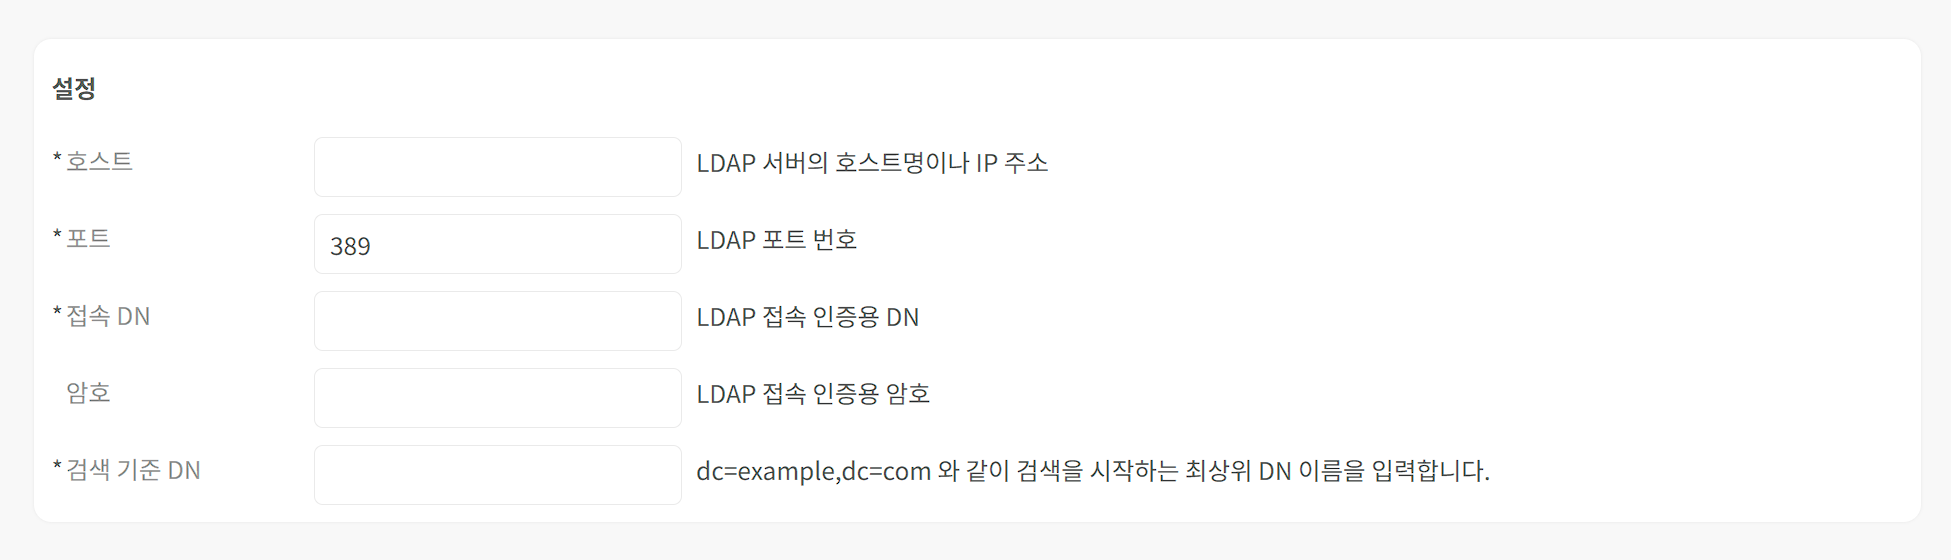 설정
* 호스트 LDAP 서버의 호스트명이나 IP 주소
* 포트 389 LDAP 포트 번호
* 접속 DN LDAP 접속 인증용 DN
암호 LDAP 접속 인증용 암호
* 검색 기준 DN dc=example,dc=com 와 같이 검색을 시작하는 최상위 DN 이름을 입력합니다.